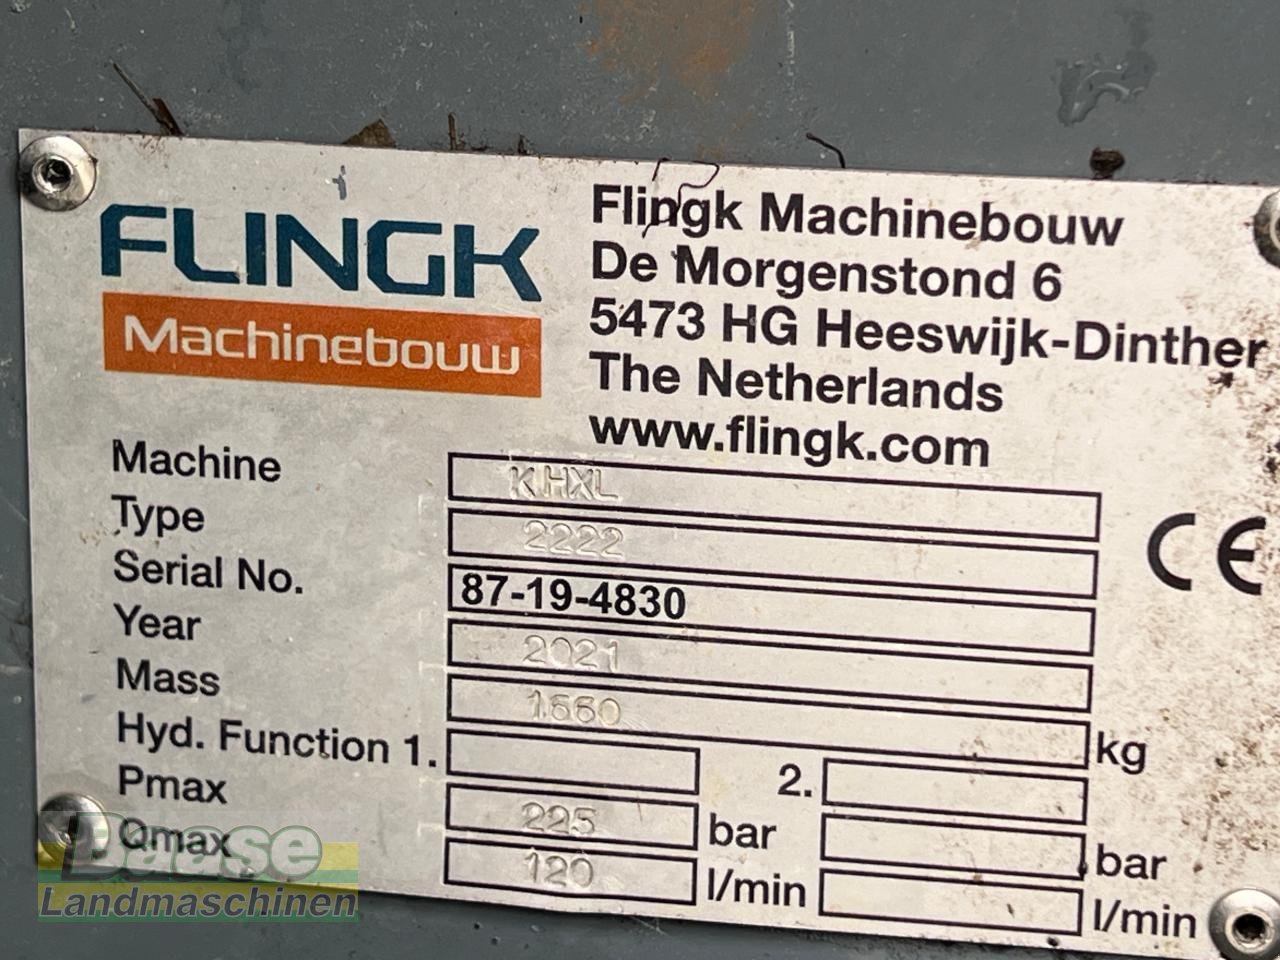 FLINGK
Machinebouw
Flingk Machinebouw
De Morgenstond 6
5473 HG Heeswijk-Dinther
The Netherlands
www.flingk.com
Machine KHXL
Type 2222
Serial No. 87-19-4830
Year 2021
Mass 1660 kg
Hyd. Function 1. 2.
Pmax 225 bar bar
Qmax 120 l/min l/min
CE
Baase
Landmaschinen